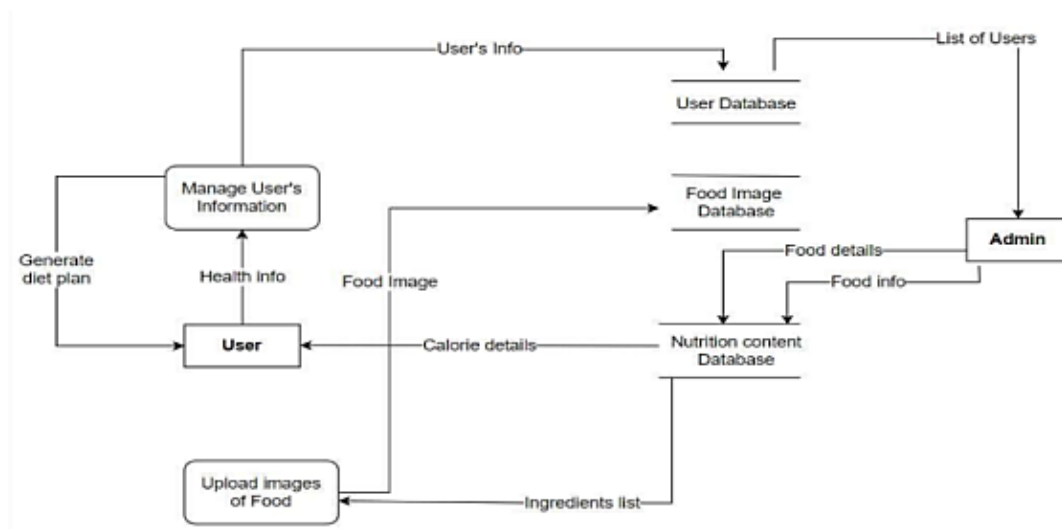 User's Info
List of Users
User Database
Manage User's
Information
Food Image
Database
Admin
Generate
diet plan
Health info
Food Image
Food details
Food info
User
Calorie details
Nutrition content
Database
Upload images
of Food
Ingredients list